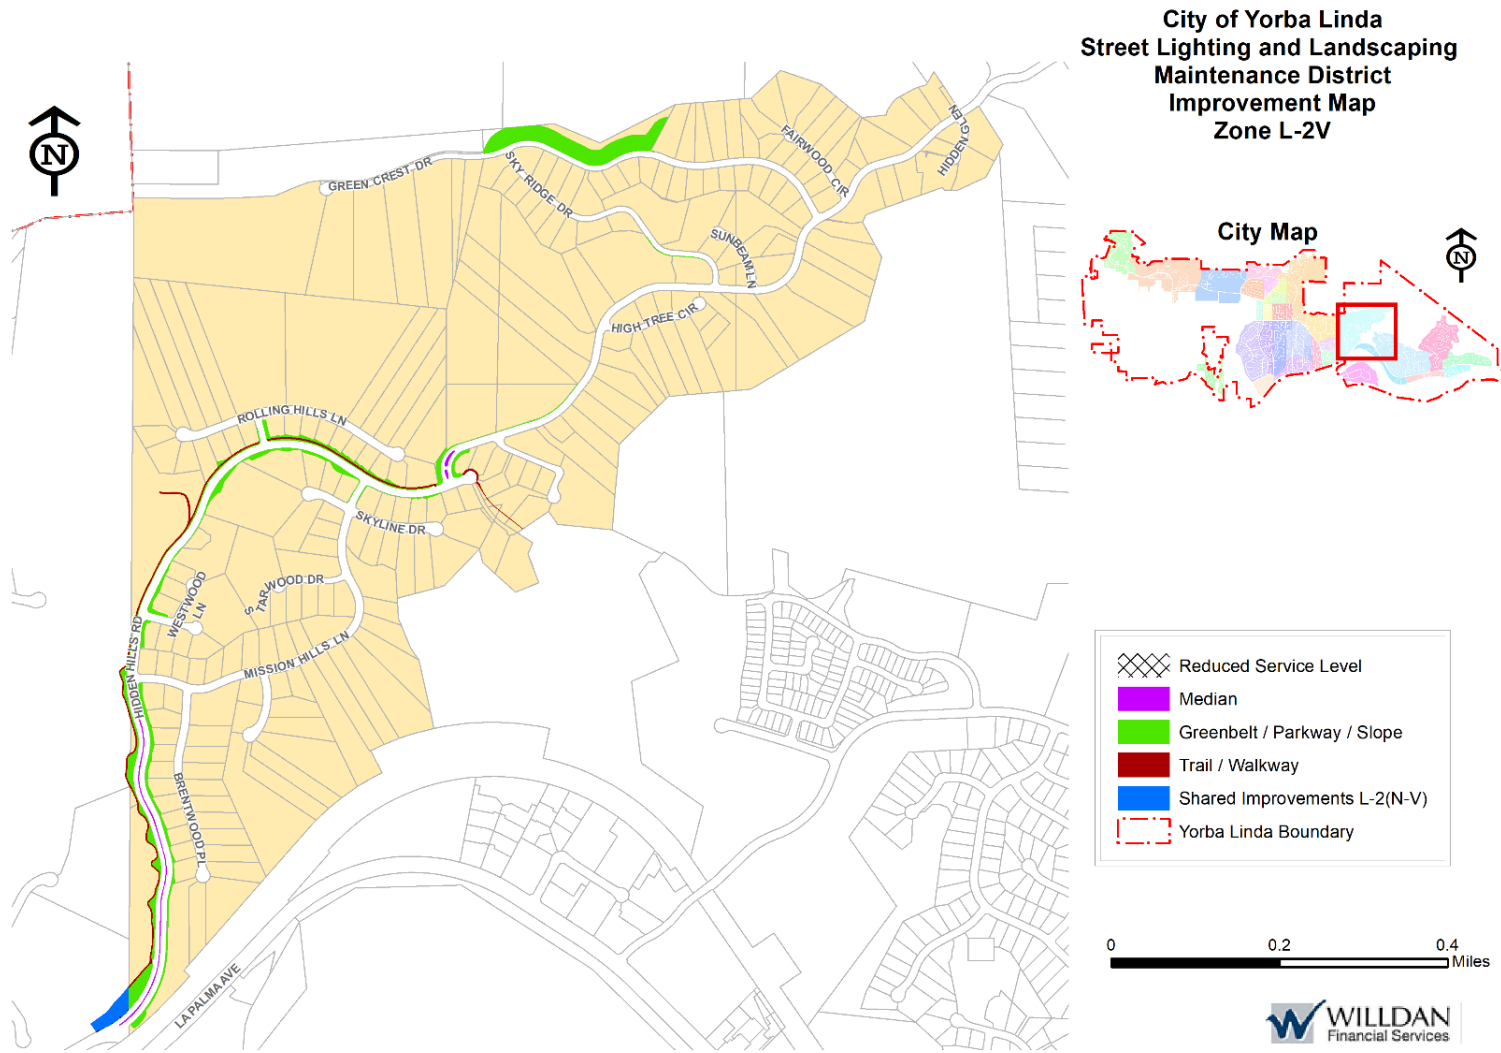 City of Yorba Linda
Street Lighting and Landscaping
Maintenance District
Improvement Map
Zone L-2V
N
City Map
N
GREEN CREST DR
SKY RIDGE DR
FAIRWOOD CIR
HIDDEN GLEN
SUNBEAM LN
HIGH TREE CIR
ROLLING HILLS LN
SKYLINE DR
STARWOOD DR
WESTWOOD
LN
HIDDEN HILLS RD
MISSION HILLS LN
BRENTWOOD PL
LA PALMA AVE
Reduced Service Level
Median
Greenbelt / Parkway / Slope
Trail / Walkway
Shared Improvements L-2(N-V)
Yorba Linda Boundary
0 0.2 0.4
Miles
WILLDAN
Financial Services